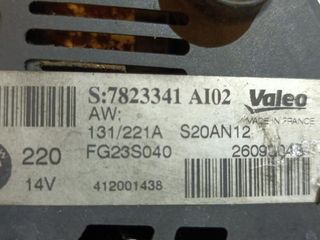 S:7823341 AI02 Valeo
AW: MADE IN FRANCE
131/221A S20AN12
220 FG23S040
14V 412001438